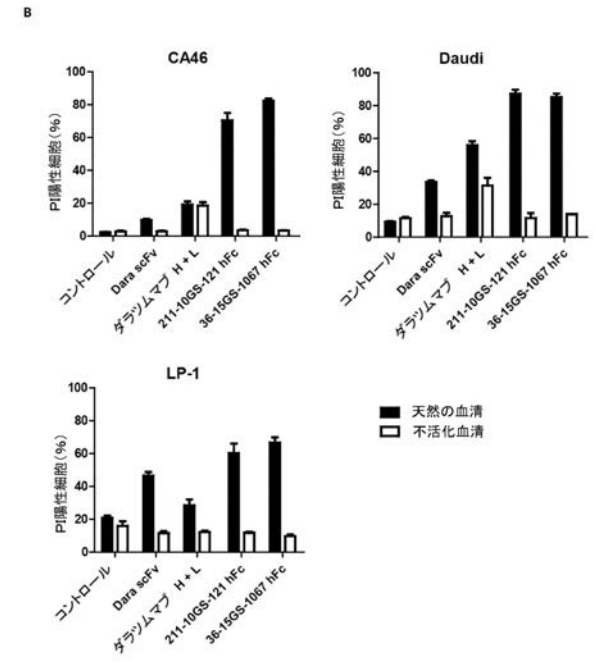 B
CA46
PI陽性細胞(%)
100
80
60
40
20
0
コントロール
Dara scFv
ダラツムマブ H + L
211-10GS-121 hFc
36-15GS-1067 hFc
Daudi
PI陽性細胞(%)
100
80
60
40
20
0
コントロール
Dara scFv
ダラツムマブ H + L
211-10GS-121 hFc
36-15GS-1067 hFc
LP-1
PI陽性細胞(%)
100
80
60
40
20
0
コントロール
Dara scFv
ダラツムマブ H + L
211-10GS-121 hFc
36-15GS-1067 hFc
天然の血清
不活化血清